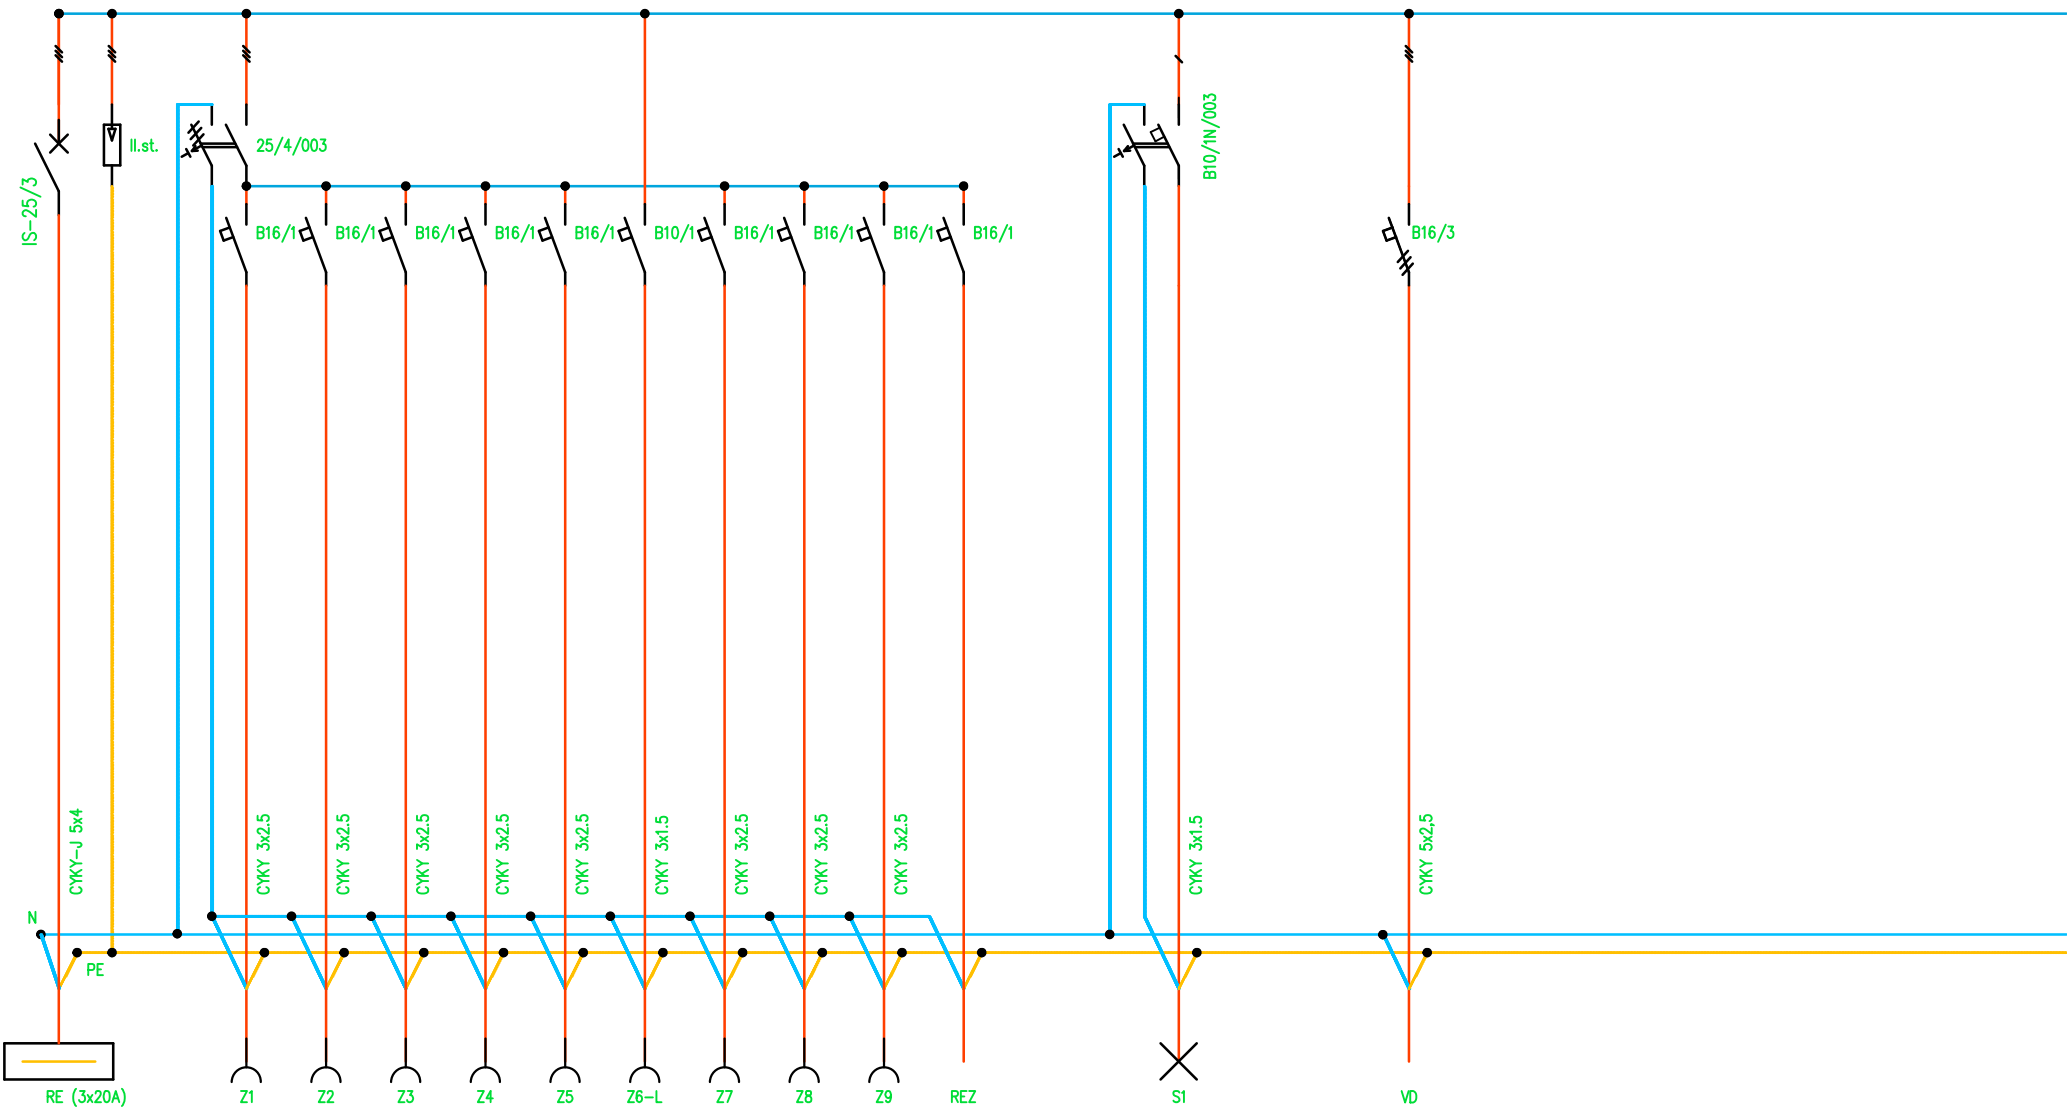 IS-25/3
II.st.
25/4/003
B10/1N/003
B16/1
B16/1
B16/1
B16/1
B16/1
B10/1
B16/1
B16/1
B16/1
B16/1
B16/3
CYKY-J 5x4
CYKY 3x2.5
CYKY 3x2.5
CYKY 3x2.5
CYKY 3x2.5
CYKY 3x2.5
CYKY 3x1.5
CYKY 3x2.5
CYKY 3x2.5
CYKY 3x2.5
CYKY 3x1.5
CYKY 5x2,5
N
PE
RE (3x20A)
Z1
Z2
Z3
Z4
Z5
Z6-L
Z7
Z8
Z9
REZ
S1
VD